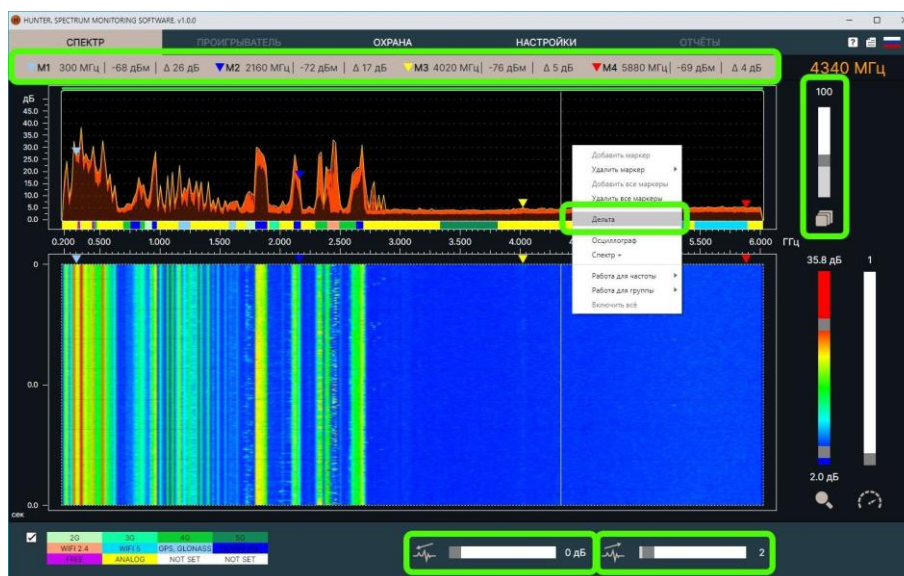 HUNTER. SPECTRUM MONITORING SOFTWARE. v1.0.0
СПЕКТР ПРОИГРЫВАТЕЛЬ ОХРАНА НАСТРОЙКИ ОТЧЁТЫ
M1 300 МГц | -68 дБм | Δ 26 дБ M2 2160 МГц | -72 дБм | Δ 17 дБ M3 4020 МГц | -76 дБм | Δ 5 дБ M4 5880 МГц | -69 дБм | Δ 4 дБ 4340 МГц
100
дБ
45.0
40.0
35.0
30.0
25.0
20.0
15.0
10.0
5.0
0.0
Добавить маркер
Удалить маркер
Добавить все маркеры
Удалить все маркеры
Дельта
Осциллограф
Спектр +
Работа для частоты
Работа для группы
Включить всё
0.200 0.500 1.000 1.500 2.000 2.500 3.000 3.500 4.000 5.500 6.000 ГГц
35.8 дБ 1
0
0.0
0.0
сек
2.0 дБ
2G 3G 4G 5G
WIFI 2.4 WIFI 5 GPS, GLONASS
FREE ANALOG NOT SET NOT SET
0 дБ 2